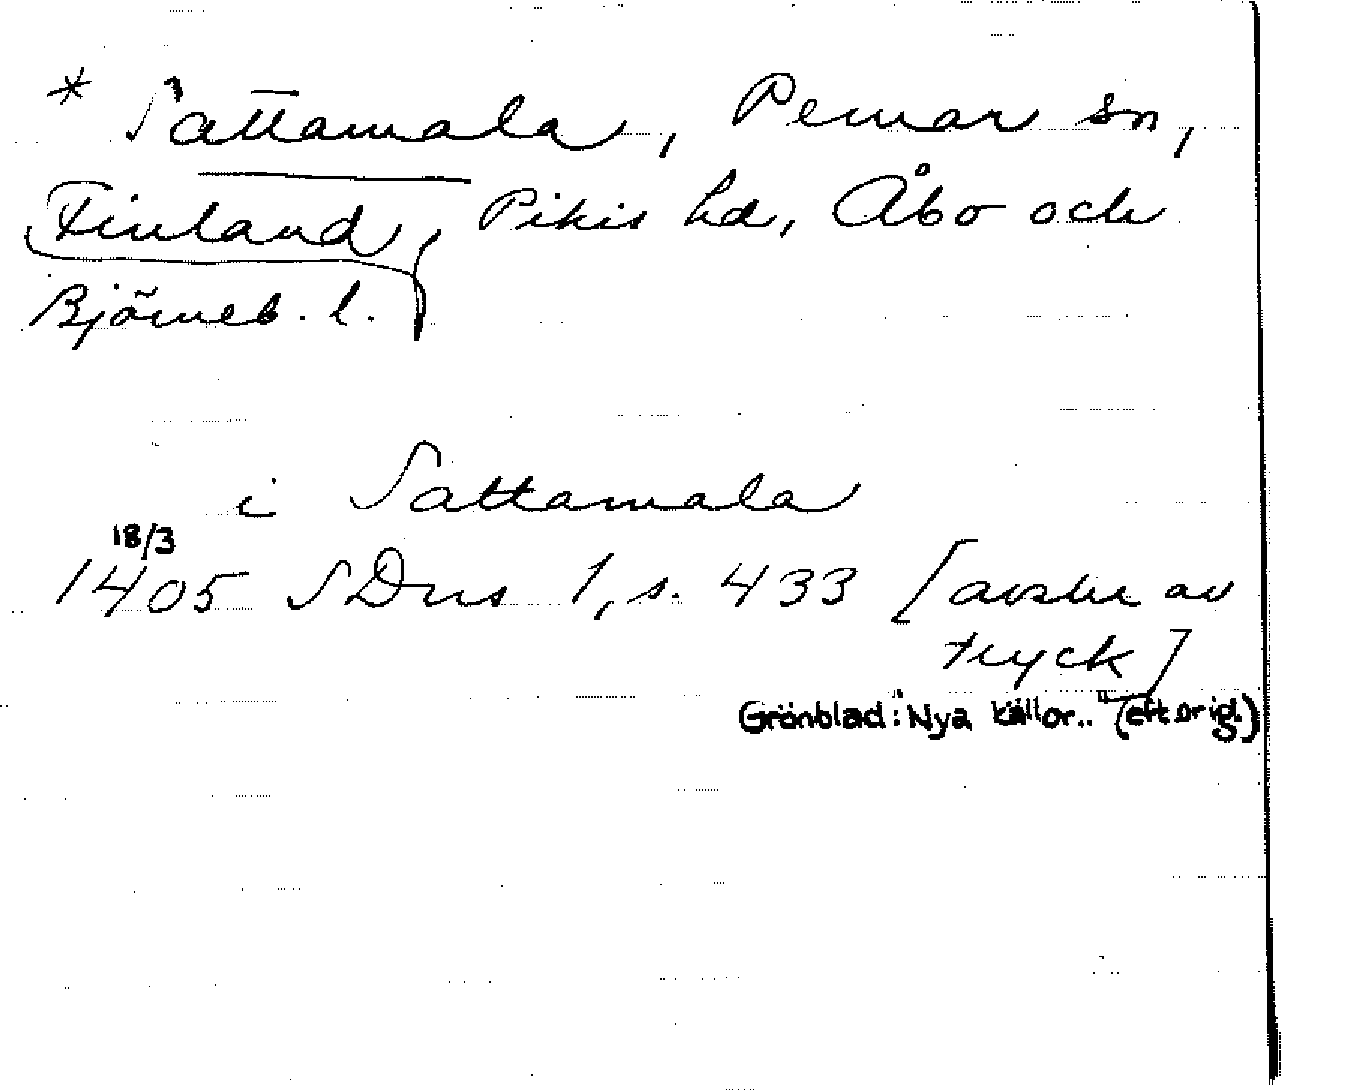 * Sattamala, Pemar sn,
Finland, Pikis hd, Åbo och
Björneb. l.
i Sattamala
18/3
1405 SDns 1, s. 433 [avskr av
tryck]
Grönblad: "Nya källor.." (eft orig.)